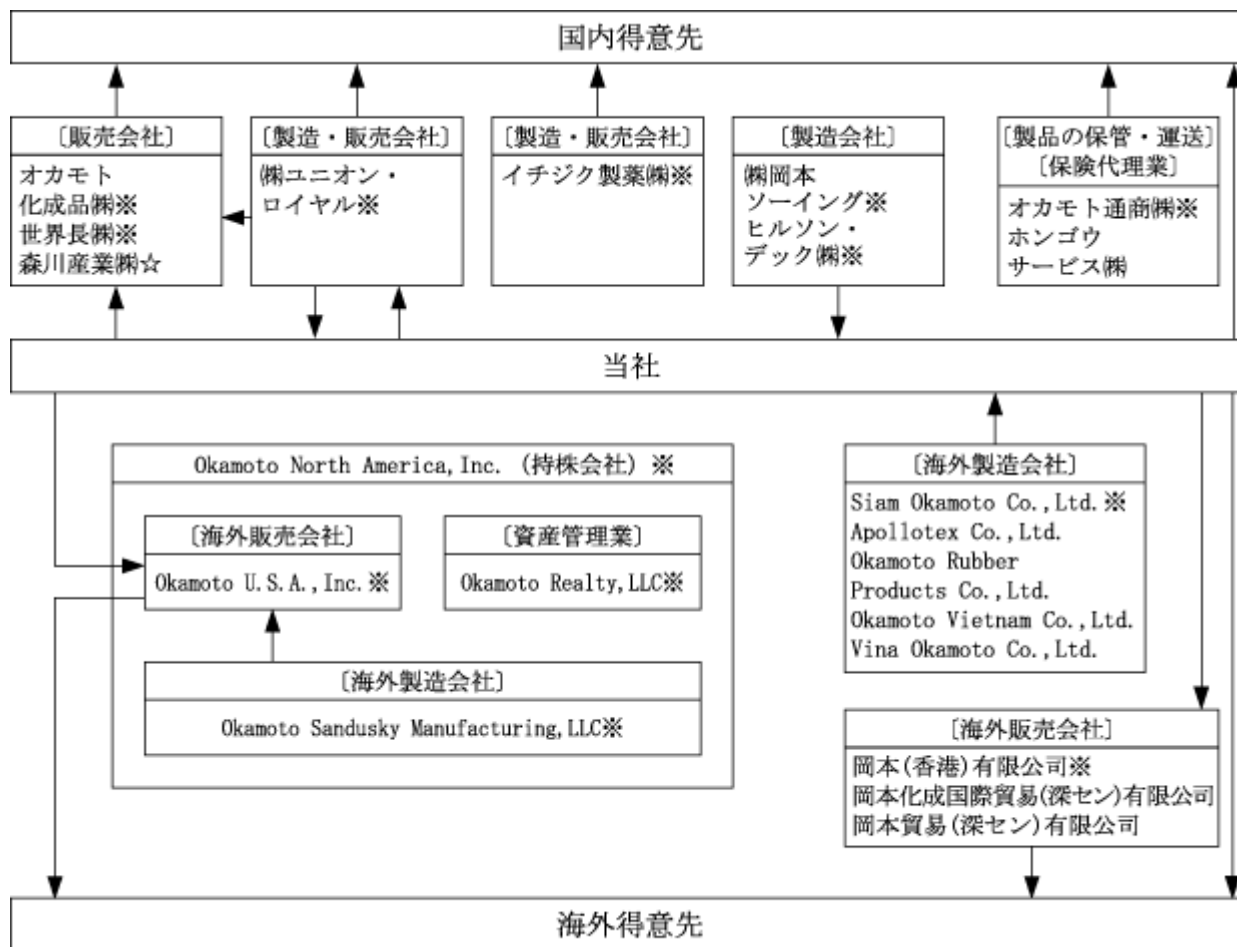 国内得意先
〔販売会社〕
オカモト
化成品㈱※
世界長㈱※
森川産業㈱☆
〔製造・販売会社〕
㈱ユニオン・
ロイヤル※
〔製造・販売会社〕
イチジク製薬㈱※
〔製造会社〕
㈱岡本
ソーイング※
ヒルソン・
デック㈱※
〔製品の保管・運送〕
〔保険代理業〕
オカモト通商㈱※
ホンゴウ
サービス㈱
当社
Okamoto North America,Inc. (持株会社) ※
〔海外販売会社〕
Okamoto U.S.A.,Inc.※
〔資産管理業〕
Okamoto Realty,LLC※
〔海外製造会社〕
Okamoto Sandusky Manufacturing,LLC※
〔海外製造会社〕
Siam Okamoto Co.,Ltd.※
Apollotex Co.,Ltd.
Okamoto Rubber
Products Co.,Ltd.
Okamoto Vietnam Co.,Ltd.
Vina Okamoto Co.,Ltd.
〔海外販売会社〕
岡本(香港)有限公司※
岡本化成国際貿易(深セン)有限公司
岡本貿易(深セン)有限公司
海外得意先